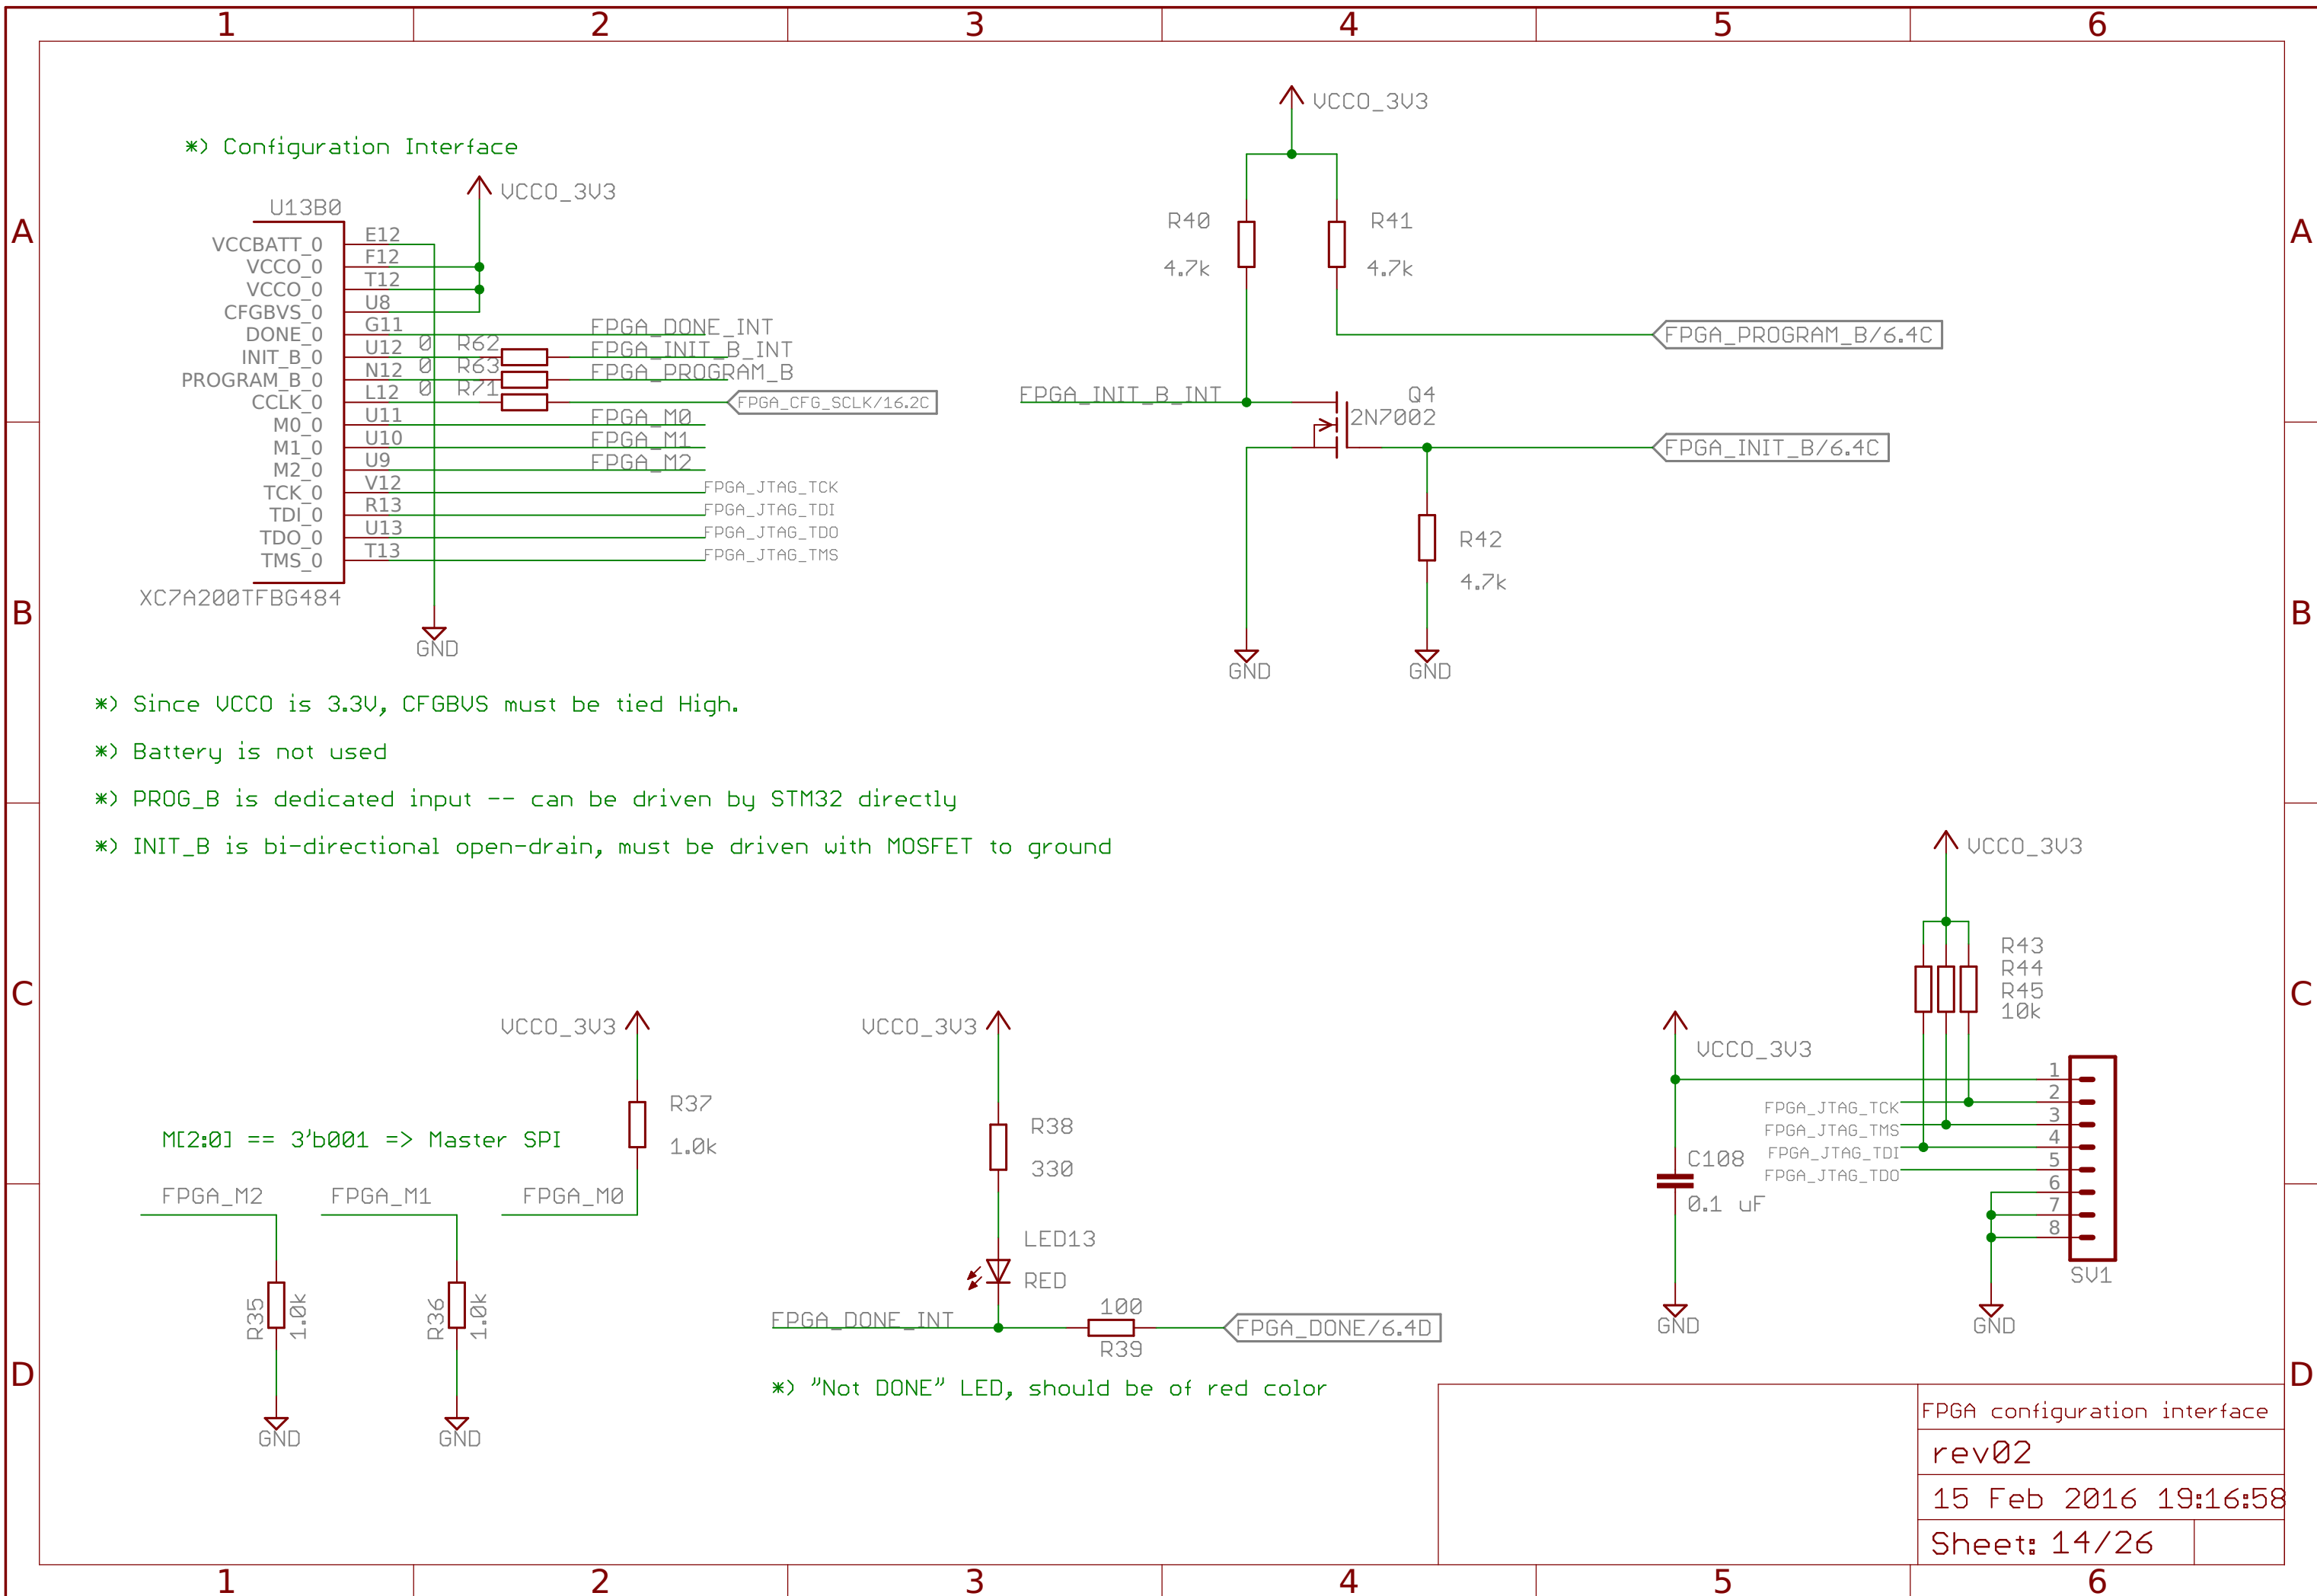 1 2 3 4 5 6
A
A
B
B
C
C
D
D
*) Configuration Interface
VCCO_3V3
U13B0
VCCBATT_0 E12
VCCO_0 F12
VCCO_0 T12
CFGBVS_0 U8
DONE_0 G11 FPGA_DONE_INT
INIT_B_0 U12 0 R62 FPGA_INIT_B_INT
PROGRAM_B_0 N12 0 R63 FPGA_PROGRAM_B
CCLK_0 L12 0 R71 FPGA_CFG_SCLK/16.2C
M0_0 U11 FPGA_M0
M1_0 U10 FPGA_M1
M2_0 U9 FPGA_M2
TCK_0 V12 FPGA_JTAG_TCK
TDI_0 R13 FPGA_JTAG_TDI
TDO_0 U13 FPGA_JTAG_TDO
TMS_0 T13 FPGA_JTAG_TMS
XC7A200TFBG484
GND
VCCO_3V3
R40
4.7k
R41
4.7k
FPGA_PROGRAM_B/6.4C
FPGA_INIT_B_INT
Q4
2N7002
FPGA_INIT_B/6.4C
R42
4.7k
GND
GND
*) Since VCCO is 3.3V, CFGBVS must be tied High.
*) Battery is not used
*) PROG_B is dedicated input -- can be driven by STM32 directly
*) INIT_B is bi-directional open-drain, must be driven with MOSFET to ground
VCCO_3V3
R37
1.0k
M[2:0] == 3'b001 => Master SPI
FPGA_M2
FPGA_M1
FPGA_M0
R35
1.0k
R36
1.0k
GND
GND
VCCO_3V3
R38
330
LED13
RED
FPGA_DONE_INT
100
R39
FPGA_DONE/6.4D
*) "Not DONE" LED, should be of red color
VCCO_3V3
R43
R44
R45
10k
VCCO_3V3
1
FPGA_JTAG_TCK 2
FPGA_JTAG_TMS 3
FPGA_JTAG_TDI 4
FPGA_JTAG_TDO 5
6
7
8
C108
0.1 uF
SV1
GND
GND
FPGA configuration interface
rev02
15 Feb 2016 19:16:58
Sheet: 14/26
1 2 3 4 5 6